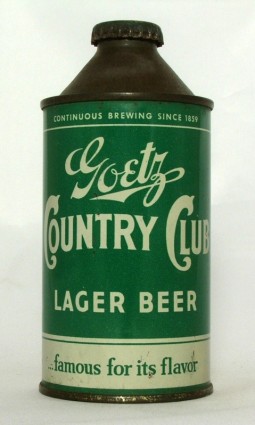 CONTINUOUS BREWING SINCE 1859
Goetz
COUNTRY CLUB
LAGER BEER
...famous for its flavor